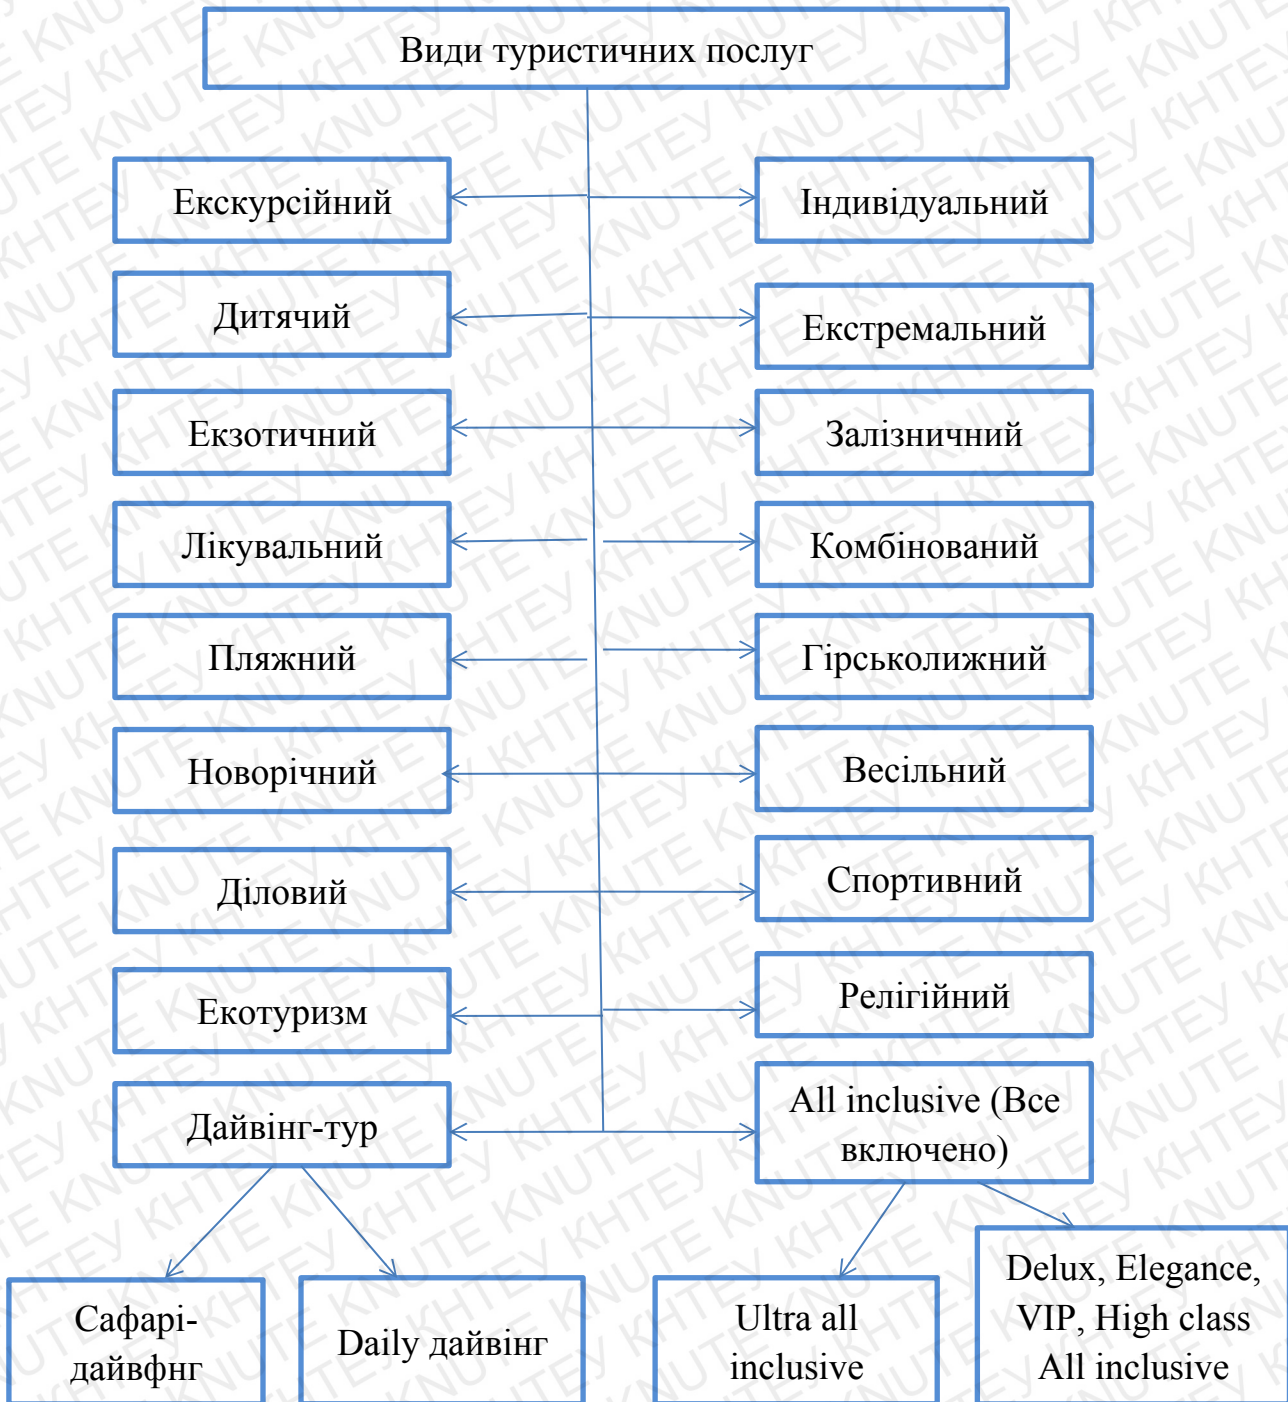 Види туристичних послуг
Екскурсійний
Індивідуальний
Дитячий
Екстремальний
Екзотичний
Залізничний
Лікувальний
Комбінований
Пляжний
Гірськолижний
Новорічний
Весільний
Діловий
Спортивний
Екотуризм
Релігійний
Дайвінг-тур
All inclusive (Все
включено)
Сафарі-
дайвфнг
Daily дайвінг
Ultra all
inclusive
Delux, Elegance,
VIP, High class
All inclusive